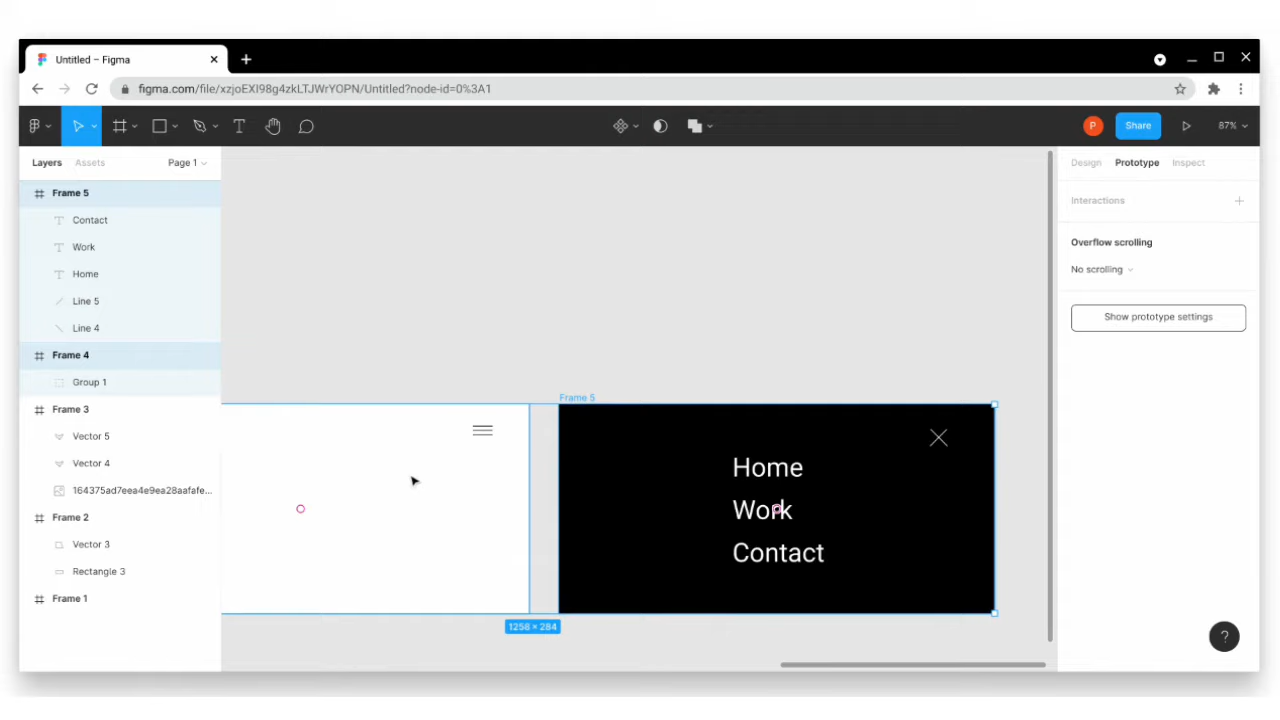 Untitled – Figma
figma.com/file/xzjoEXI98g4zkLTJWrYOPN/Untitled?node-id=0%3A1
P
Share
87%
Layers
Assets
Page 1
Design
Prototype
Inspect
Frame 5
Contact
Work
Home
Line 5
Line 4
Frame 4
Group 1
Frame 3
Vector 5
Vector 4
164375ad7eea4e9ea28aafafe...
Frame 2
Vector 3
Rectangle 3
Frame 1
Frame 5
Home
Work
Contact
1256 × 284
Interactions
Overflow scrolling
No scrolling
Show prototype settings
?